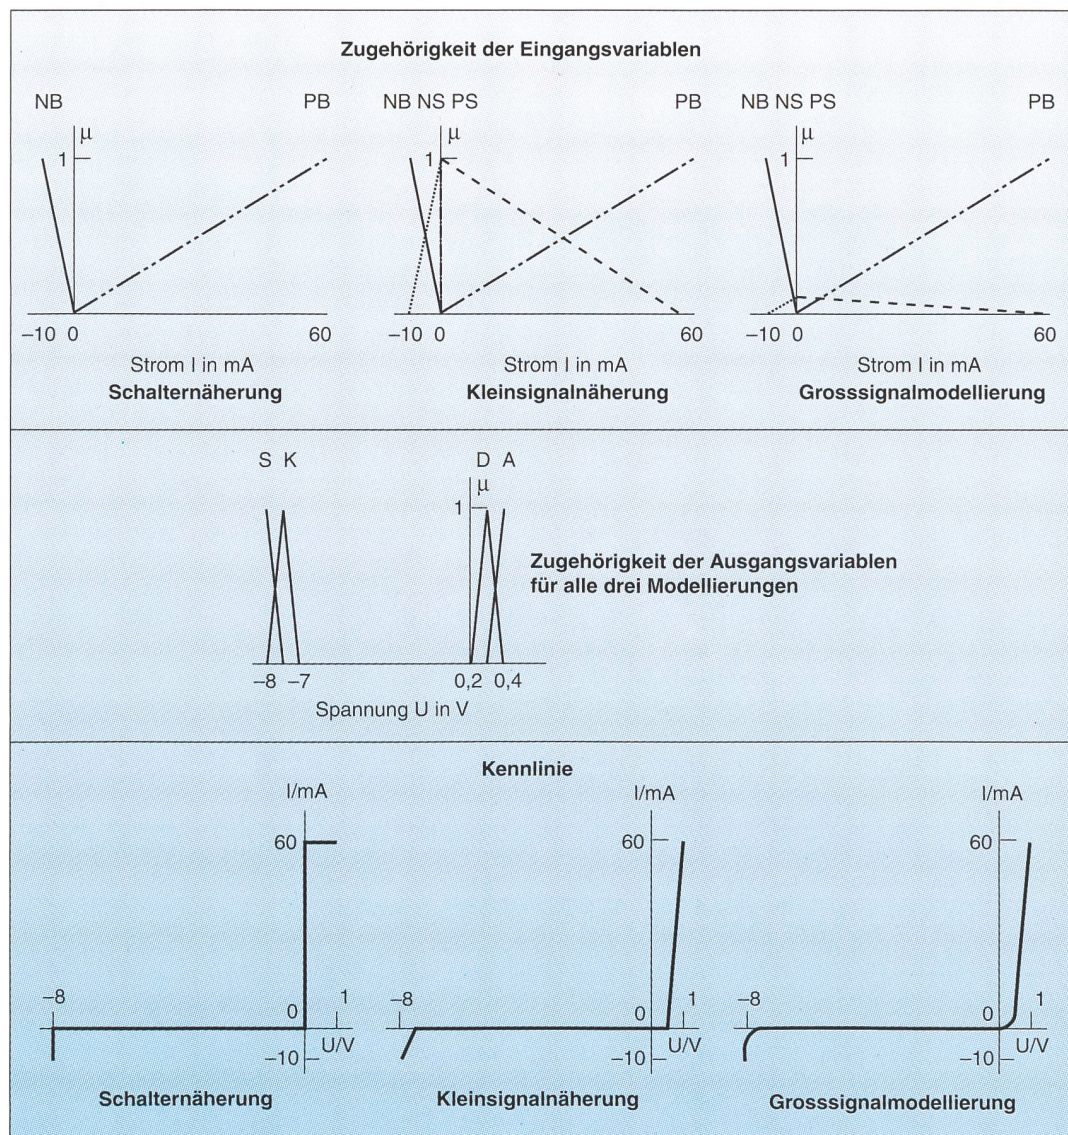 Zugehörigkeit der Eingangsvariablen
NB PB
μ
1
–10 0 60
Strom I in mA
Schalternäherung
NB NS PS PB
μ
1
–10 0 60
Strom I in mA
Kleinsignalnäherung
NB NS PS PB
μ
1
–10 0 60
Strom I in mA
Grosssignalmodellierung
S K D A
μ
1
–8 –7 0,2 0,4
Spannung U in V
Zugehörigkeit der Ausgangsvariablen
für alle drei Modellierungen
Kennlinie
I/mA
60
–8 0 1
–10 U/V
Schalternäherung
I/mA
60
–8 0 1
–10 U/V
Kleinsignalnäherung
I/mA
60
–8 0 1
–10 U/V
Grosssignalmodellierung